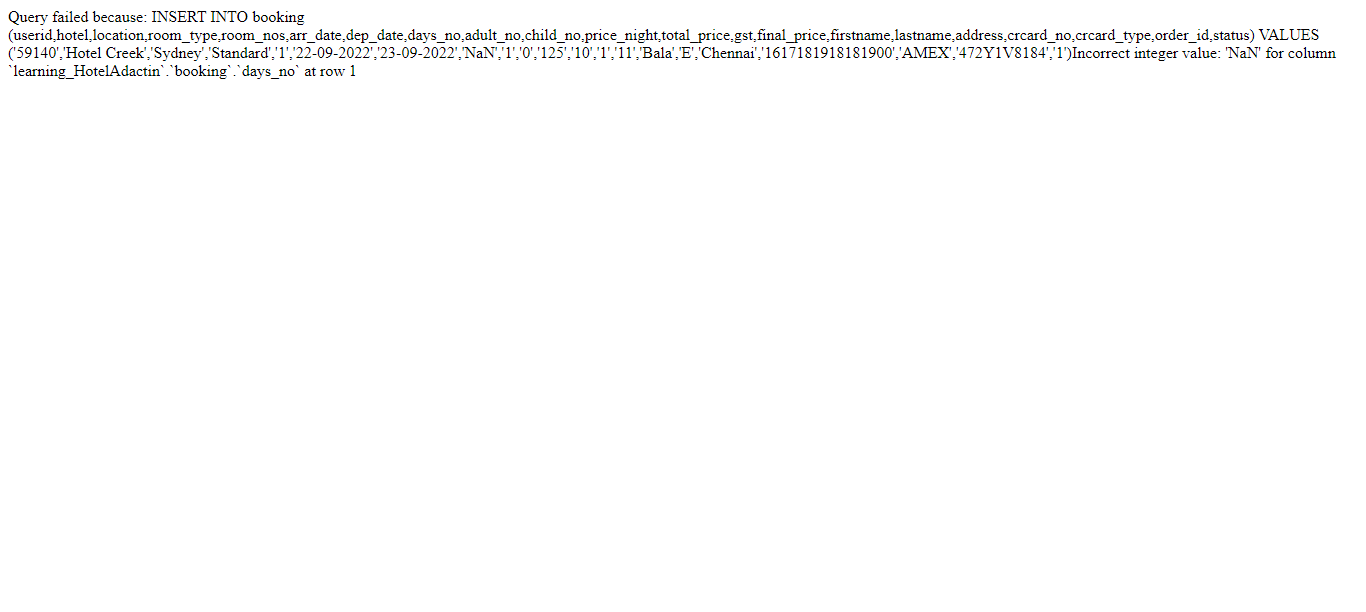 Query failed because: INSERT INTO booking
(userid,hotel,location,room_type,room_nos,arr_date,dep_date,days_no,adult_no,child_no,price_night,total_price,gst,final_price,firstname,lastname,address,crcard_no,crcard_type,order_id,status) VALUES
('59140','Hotel Creek','Sydney','Standard','1','22-09-2022','23-09-2022','NaN','1','0','125','10','1','11','Bala','E','Chennai','1617181918181900','AMEX','472Y1V8184','1')Incorrect integer value: 'NaN' for column
`learning_HotelAdactin`.`booking`.`days_no` at row 1